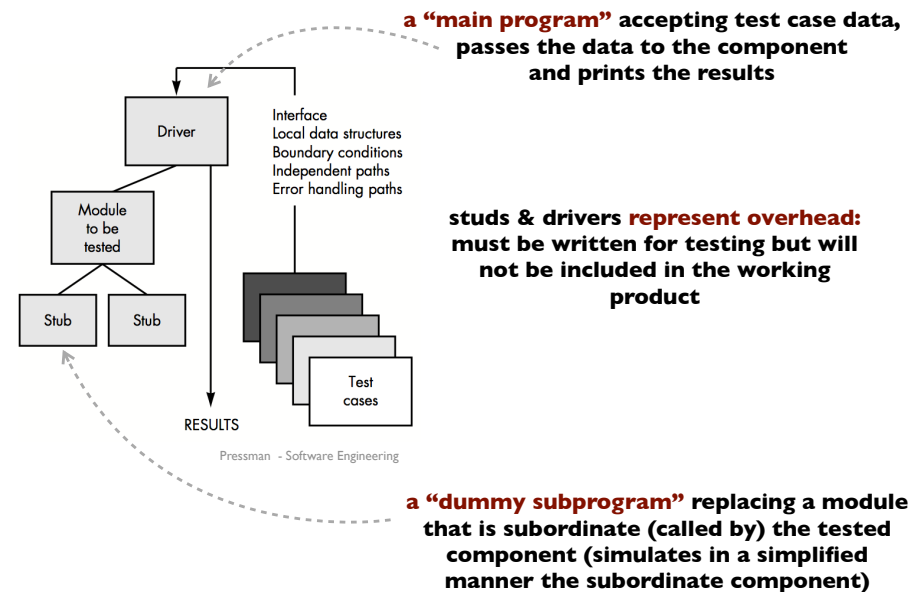 a “main program” accepting test case data,
passes the data to the component
and prints the results
Interface
Local data structures
Boundary conditions
Independent paths
Error handling paths
Driver
Module
to be
tested
studs & drivers represent overhead:
must be written for testing but will
not be included in the working
product
Stub
Stub
Test
cases
RESULTS
Pressman - Software Engineering
a “dummy subprogram” replacing a module
that is subordinate (called by) the tested
component (simulates in a simplified
manner the subordinate component)